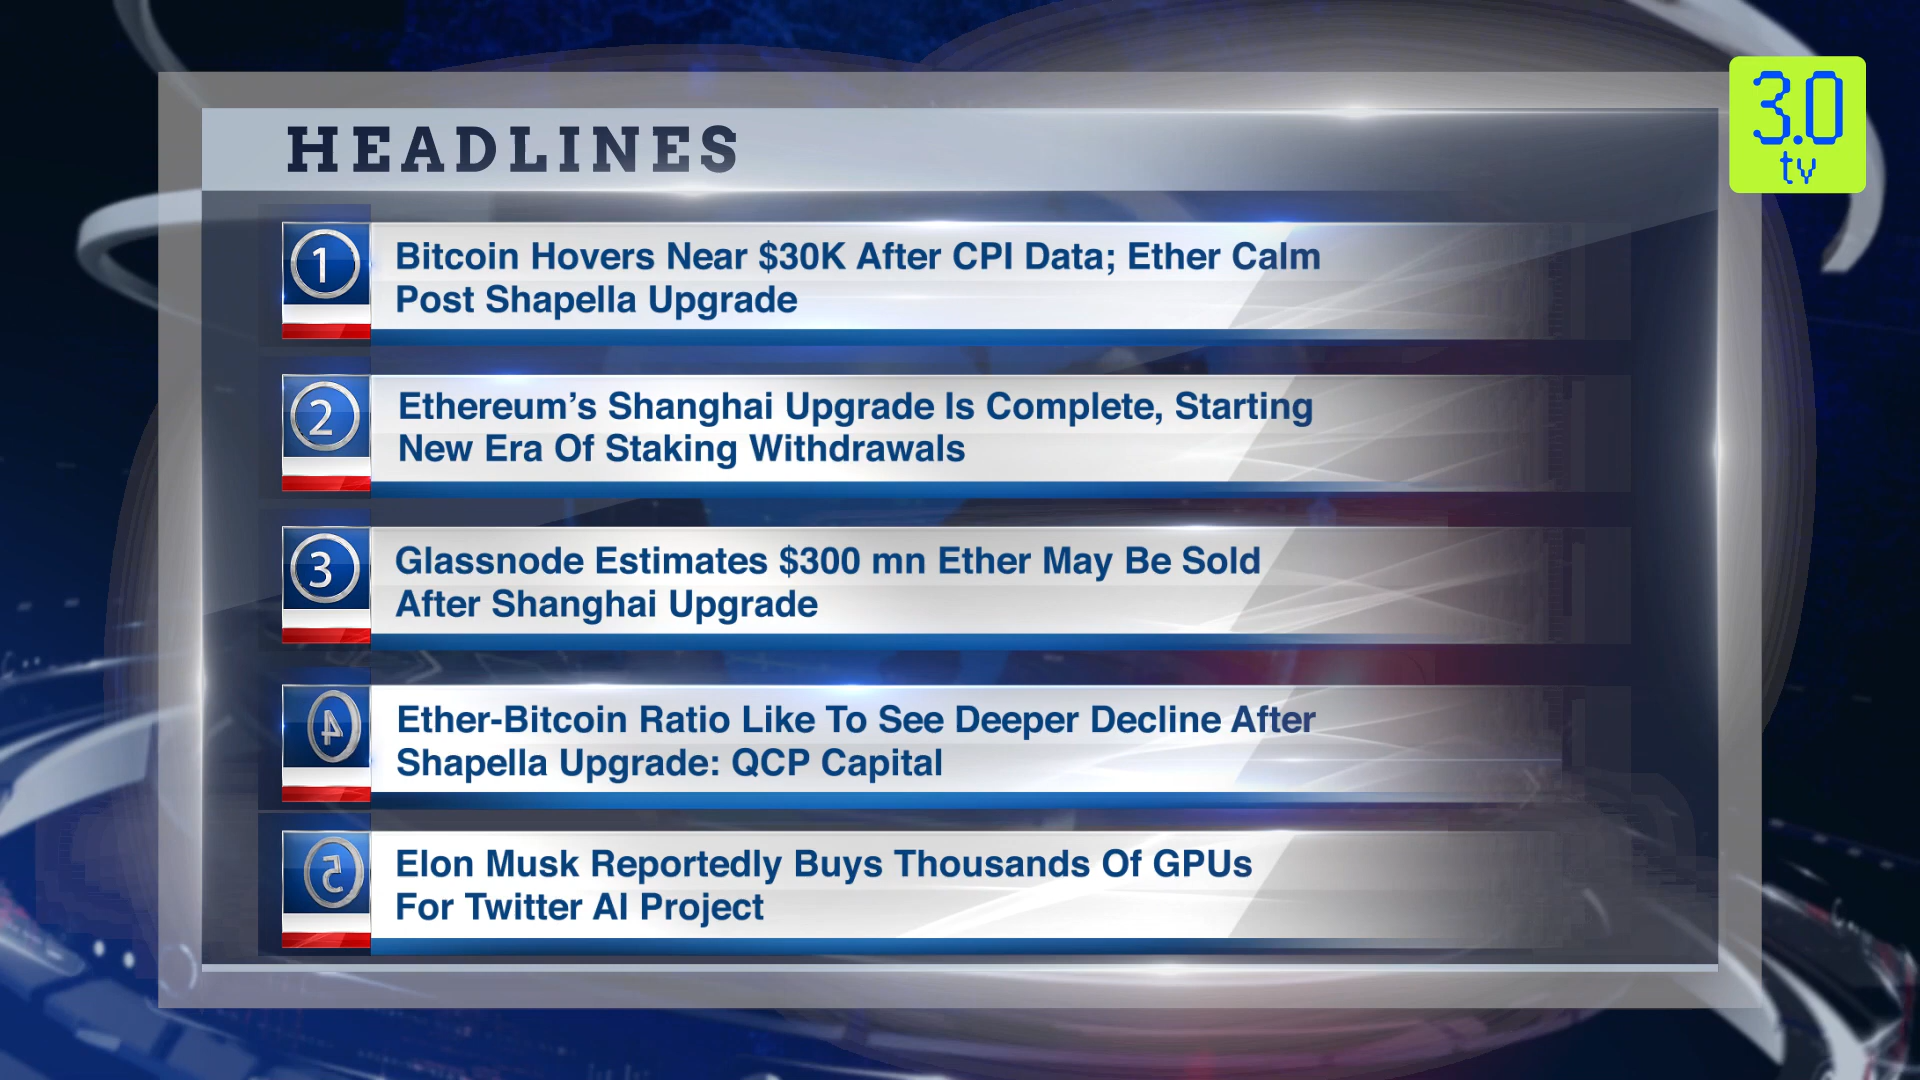 HEADLINES
3.0
tv
1
Bitcoin Hovers Near $30K After CPI Data; Ether Calm
Post Shapella Upgrade
2
Ethereum’s Shanghai Upgrade Is Complete, Starting
New Era Of Staking Withdrawals
3
Glassnode Estimates $300 mn Ether May Be Sold
After Shanghai Upgrade
4
Ether-Bitcoin Ratio Like To See Deeper Decline After
Shapella Upgrade: QCP Capital
5
Elon Musk Reportedly Buys Thousands Of GPUs
For Twitter AI Project